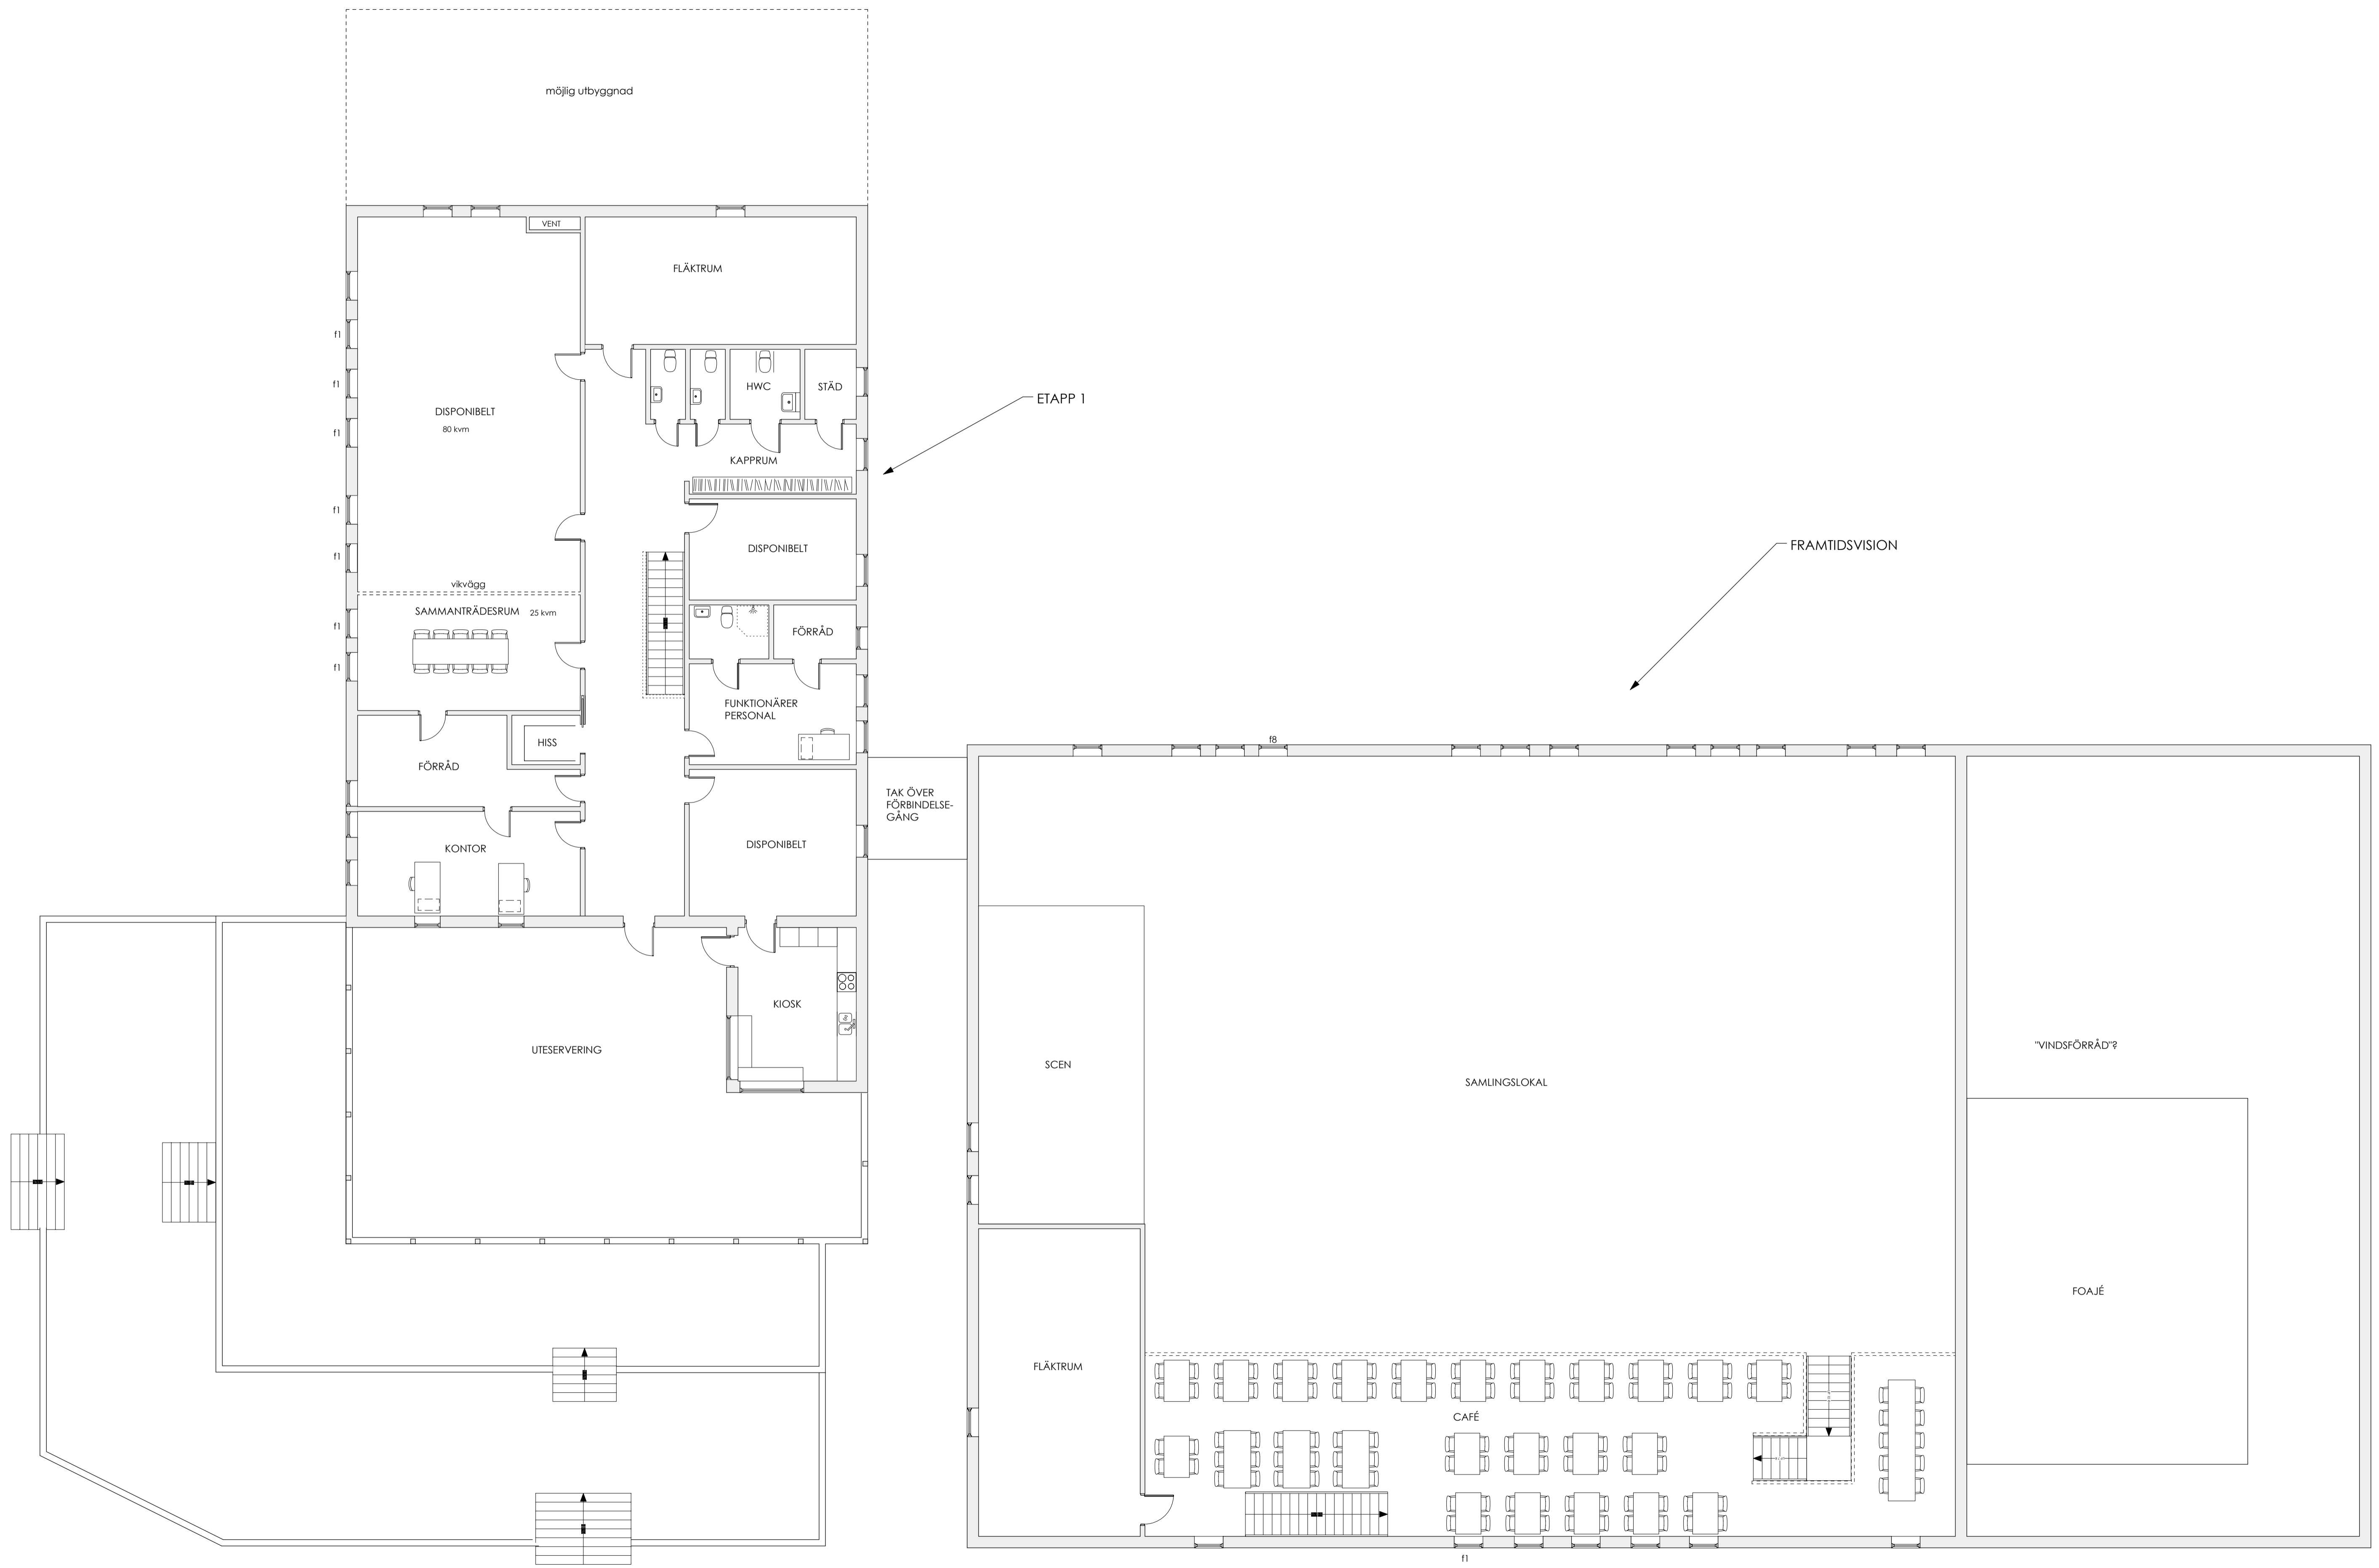 möjlig utbyggnad
VENT
FLÄKTRUM
f1
f1
HWC
STÄD
DISPONIBELT
80 kvm
f1
ETAPP 1
KAPPRUM
f1
DISPONIBELT
f1
FRAMTIDSVISION
vikvägg
SAMMANTRÄDESRUM
25 kvm
f1
FÖRRÅD
f1
FUNKTIONÄRER
PERSONAL
HISS
f8
FÖRRÅD
TAK ÖVER
FÖRBINDELSE-
GÅNG
KONTOR
DISPONIBELT
KIOSK
UTESERVERING
SCEN
SAMLINGSLOKAL
"VINDSFÖRRÅD"?
FOAJÉ
FLÄKTRUM
CAFÉ
f1